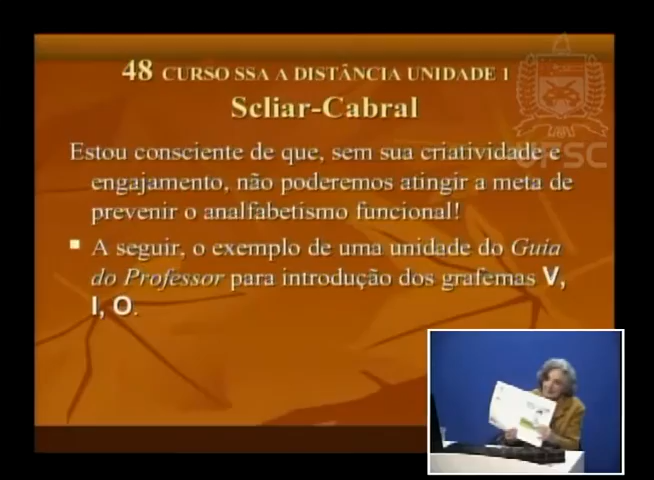 48 CURSO SSA A DISTÂNCIA UNIDADE 1
Scliar-Cabral
UFSC
Estou consciente de que, sem sua criatividade e
engajamento, não poderemos atingir a meta de
prevenir o analfabetismo funcional!
A seguir, o exemplo de uma unidade do Guia
do Professor para introdução dos grafemas V,
I, O.